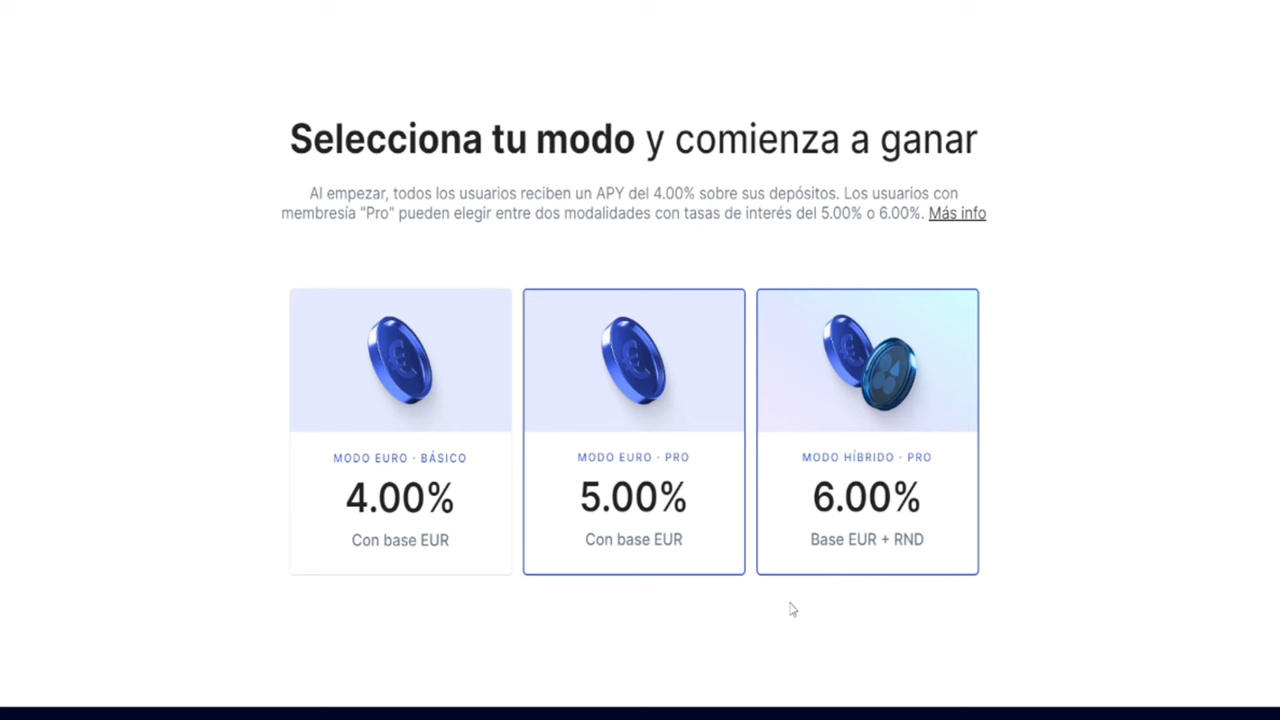 Selecciona tu modo y comienza a ganar
Al empezar, todos los usuarios reciben un APY del 4.00% sobre sus depósitos. Los usuarios con
membresía "Pro" pueden elegir entre dos modalidades con tasas de interés del 5.00% o 6.00%. Más info
MODO EURO · BÁSICO
4.00%
Con base EUR
MODO EURO · PRO
5.00%
Con base EUR
MODO HÍBRIDO · PRO
6.00%
Base EUR + RND